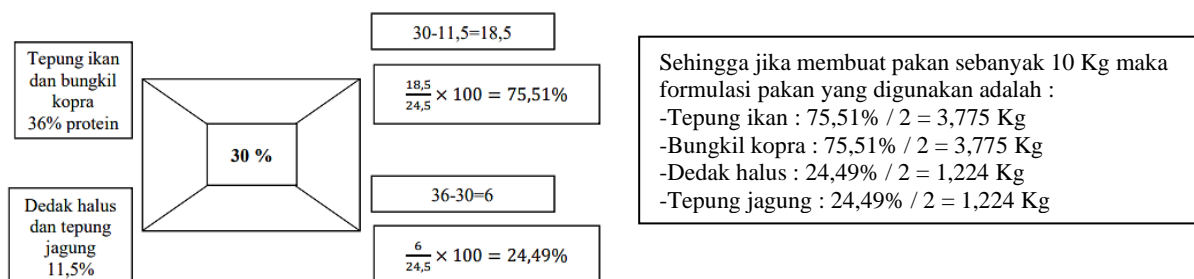 Tepung ikan
dan bungkil
kopra
36% protein
Dedak halus
dan tepung
jagung
11,5%
30 %
30-11,5=18,5
18,5/24,5 × 100 = 75,51%
36-30=6
6/24,5 × 100 = 24,49%
Sehingga jika membuat pakan sebanyak 10 Kg maka
formulasi pakan yang digunakan adalah :
-Tepung ikan : 75,51% / 2 = 3,775 Kg
-Bungkil kopra : 75,51% / 2 = 3,775 Kg
-Dedak halus : 24,49% / 2 = 1,224 Kg
-Tepung jagung : 24,49% / 2 = 1,224 Kg